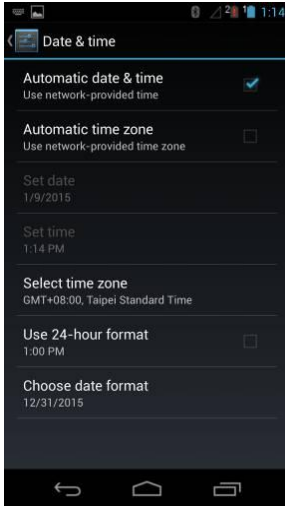 2 1 1:14
Date & time
Automatic date & time
Use network-provided time
Automatic time zone
Use network-provided time zone
Set date
1/9/2015
Set time
1:14 PM
Select time zone
GMT+08:00, Taipei Standard Time
Use 24-hour format
1:00 PM
Choose date format
12/31/2015